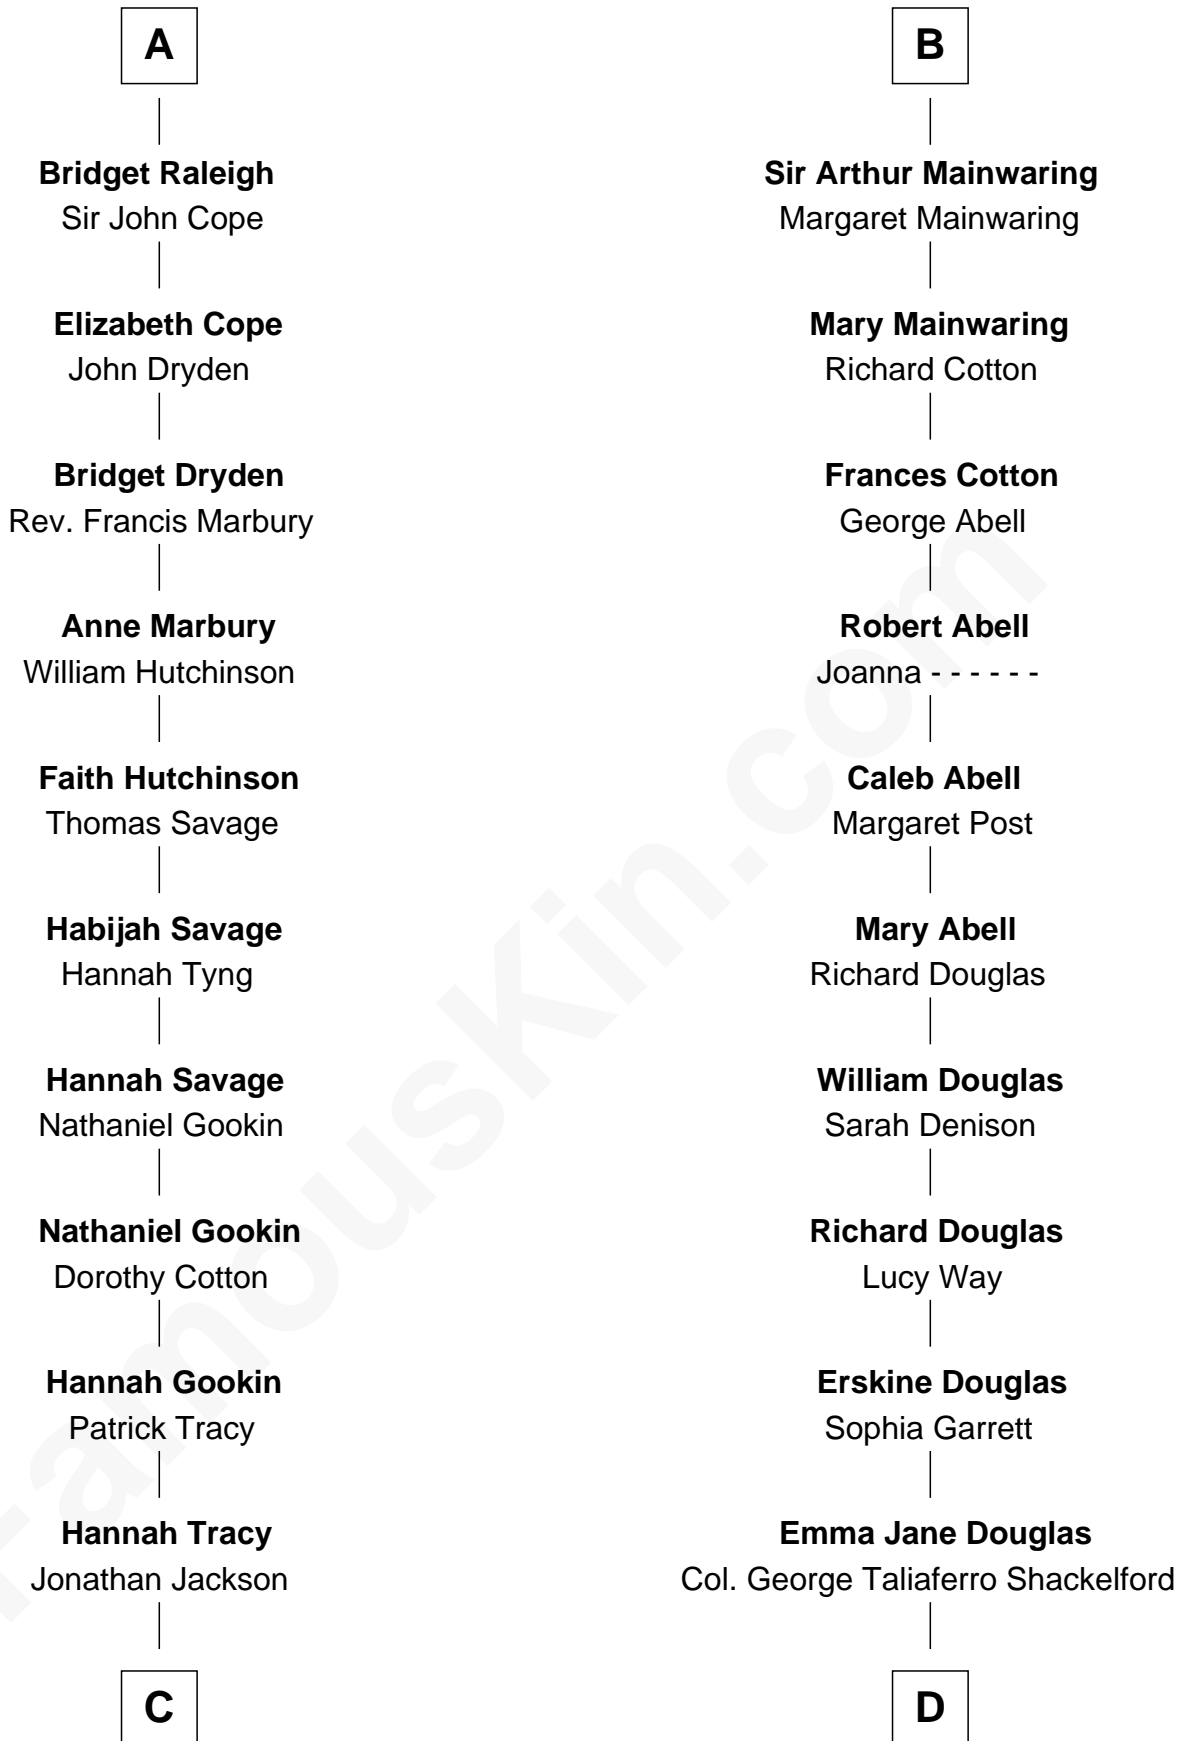 A
Bridget Raleigh
Sir John Cope
Elizabeth Cope
John Dryden
Bridget Dryden
Rev. Francis Marbury
Anne Marbury
William Hutchinson
Faith Hutchinson
Thomas Savage
Habijah Savage
Hannah Tyng
Hannah Savage
Nathaniel Gookin
Nathaniel Gookin
Dorothy Cotton
Hannah Gookin
Patrick Tracy
Hannah Tracy
Jonathan Jackson
C
B
Sir Arthur Mainwaring
Margaret Mainwaring
Mary Mainwaring
Richard Cotton
Frances Cotton
George Abell
Robert Abell
Joanna - - - - - -
Caleb Abell
Margaret Post
Mary Abell
Richard Douglas
William Douglas
Sarah Denison
Richard Douglas
Lucy Way
Erskine Douglas
Sophia Garrett
Emma Jane Douglas
Col. George Taliaferro Shackelford
D
FamousKin.com